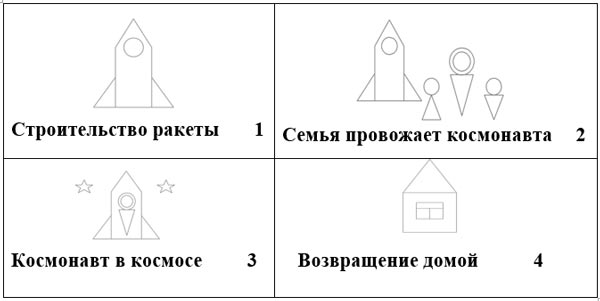 Строительство ракеты 1
Семья провожает космонавта 2
Космонавт в космосе 3
Возвращение домой 4